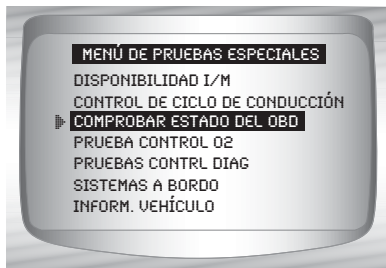 MENÚ DE PRUEBAS ESPECIALES
DISPONIBILIDAD I/M
CONTROL DE CICLO DE CONDUCCIÓN
COMPROBAR ESTADO DEL OBD
PRUEBA CONTROL O2
PRUEBAS CONTRL DIAG
SISTEMAS A BORDO
INFORM. VEHÍCULO